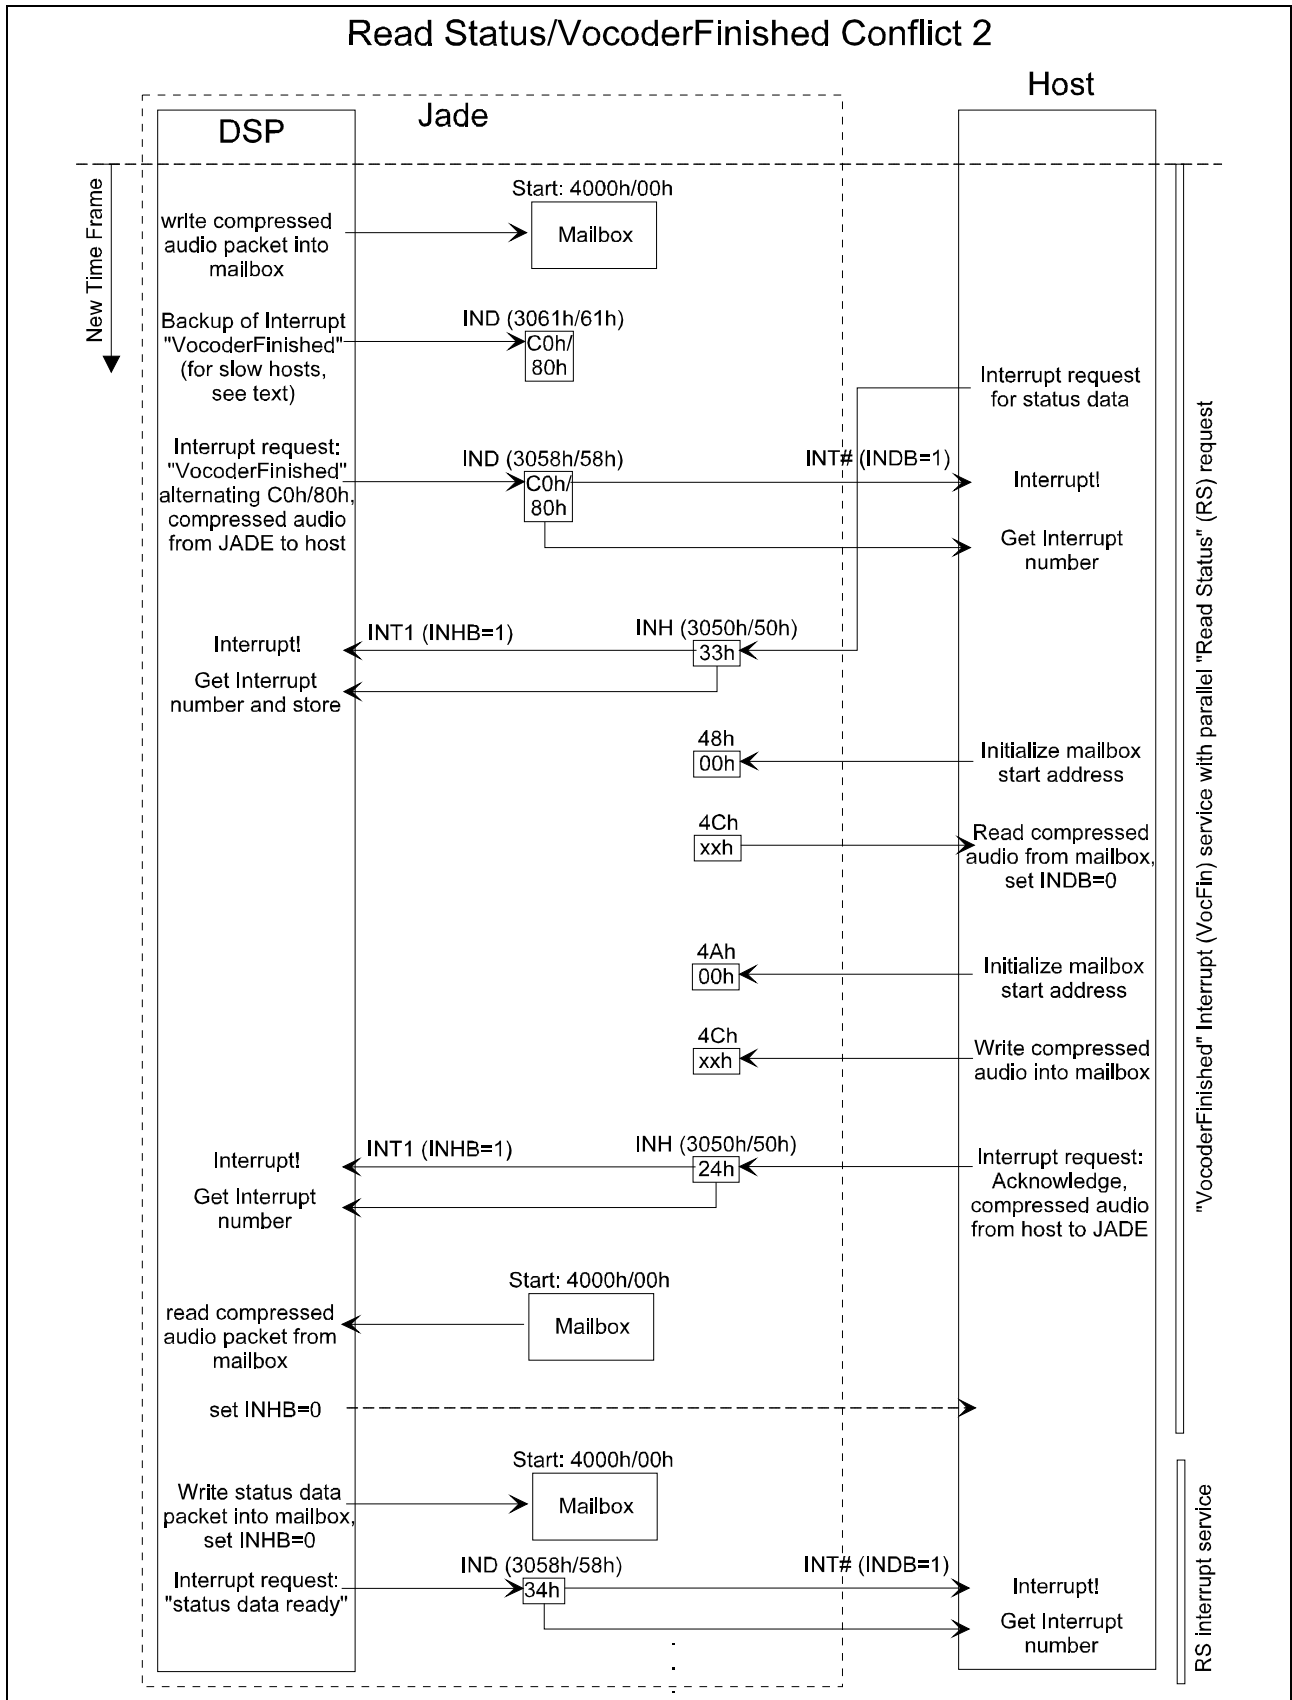 Read Status/VocoderFinished Conflict 2
Host
Jade
DSP
New Time Frame
Start: 4000h/00h
write compressed
audio packet into
mailbox
Mailbox
Backup of Interrupt
"VocoderFinished"
(for slow hosts,
see text)
IND (3061h/61h)
C0h/
80h
Interrupt request
for status data
Interrupt request:
"VocoderFinished"
alternating C0h/80h,
compressed audio
from JADE to host
IND (3058h/58h)
C0h/
80h
INT# (INDB=1)
Interrupt!
Get Interrupt
number
Interrupt!
INT1 (INHB=1)
INH (3050h/50h)
33h
Get Interrupt
number and store
48h
00h
Initialize mailbox
start address
4Ch
xxh
Read compressed
audio from mailbox,
set INDB=0
4Ah
00h
Initialize mailbox
start address
4Ch
xxh
Write compressed
audio into mailbox
Interrupt!
INT1 (INHB=1)
INH (3050h/50h)
24h
Interrupt request:
Acknowledge,
compressed audio
from host to JADE
Get Interrupt
number
Start: 4000h/00h
read compressed
audio packet from
mailbox
Mailbox
set INHB=0
"VocoderFinished" Interrupt (VocFin) service with parallel "Read Status" (RS) request
Start: 4000h/00h
Write status data
packet into mailbox,
set INHB=0
Mailbox
Interrupt request:
"status data ready"
IND (3058h/58h)
34h
INT# (INDB=1)
Interrupt!
Get Interrupt
number
RS interrupt service